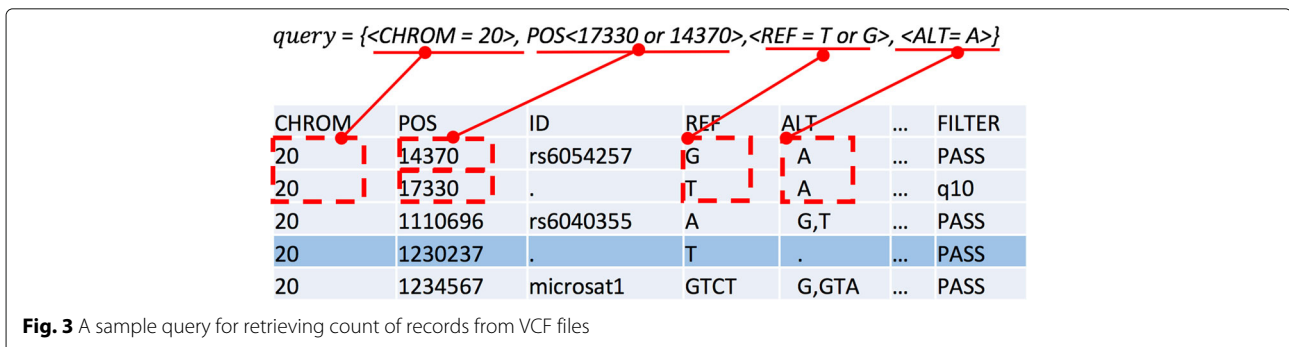 query = {<CHROM = 20>, POS<17330 or 14370>,<REF = T or G>, <ALT= A>}
CHROM POS ID REF ALT ... FILTER
20 14370 rs6054257 G A ... PASS
20 17330 . T A ... q10
20 1110696 rs6040355 A G,T ... PASS
20 1230237 . T . ... PASS
20 1234567 microsat1 GTCT G,GTA ... PASS
Fig. 3 A sample query for retrieving count of records from VCF files